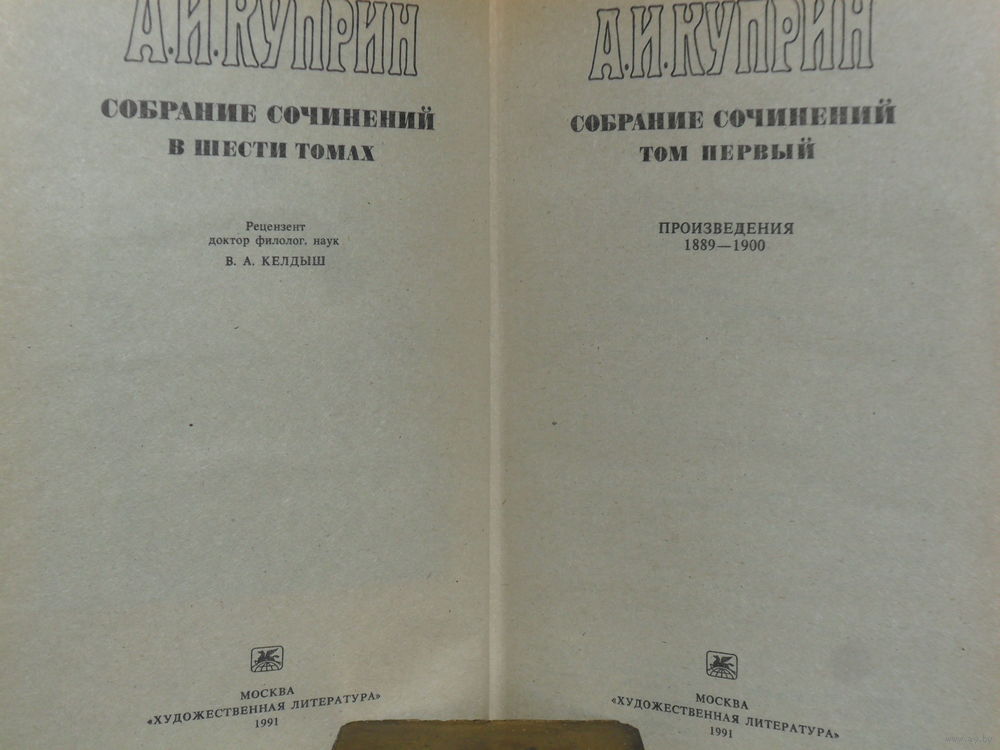 А.И.КУПРИН
СОБРАНИЕ СОЧИНЕНИЙ
В ШЕСТИ ТОМАХ
Рецензент
доктор филолог. наук
В. А. КЕЛДЫШ
МОСКВА
«ХУДОЖЕСТВЕННАЯ ЛИТЕРАТУРА»
1991
А.И.КУПРИН
СОБРАНИЕ СОЧИНЕНИЙ
ТОМ ПЕРВЫЙ
ПРОИЗВЕДЕНИЯ
1889—1900
МОСКВА
«ХУДОЖЕСТВЕННАЯ ЛИТЕРАТУРА»
1991